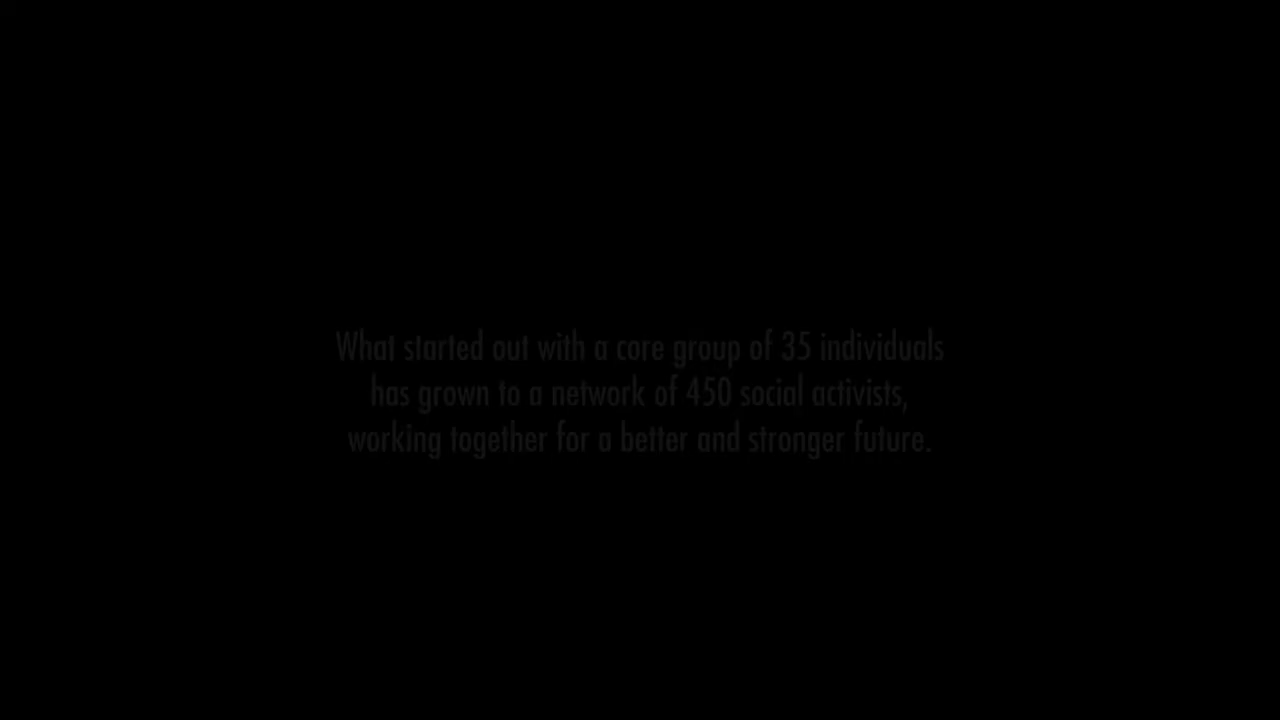 What started out with a core group of 35 individuals
has grown to a network of 450 social activists,
working together for a better and stronger future.